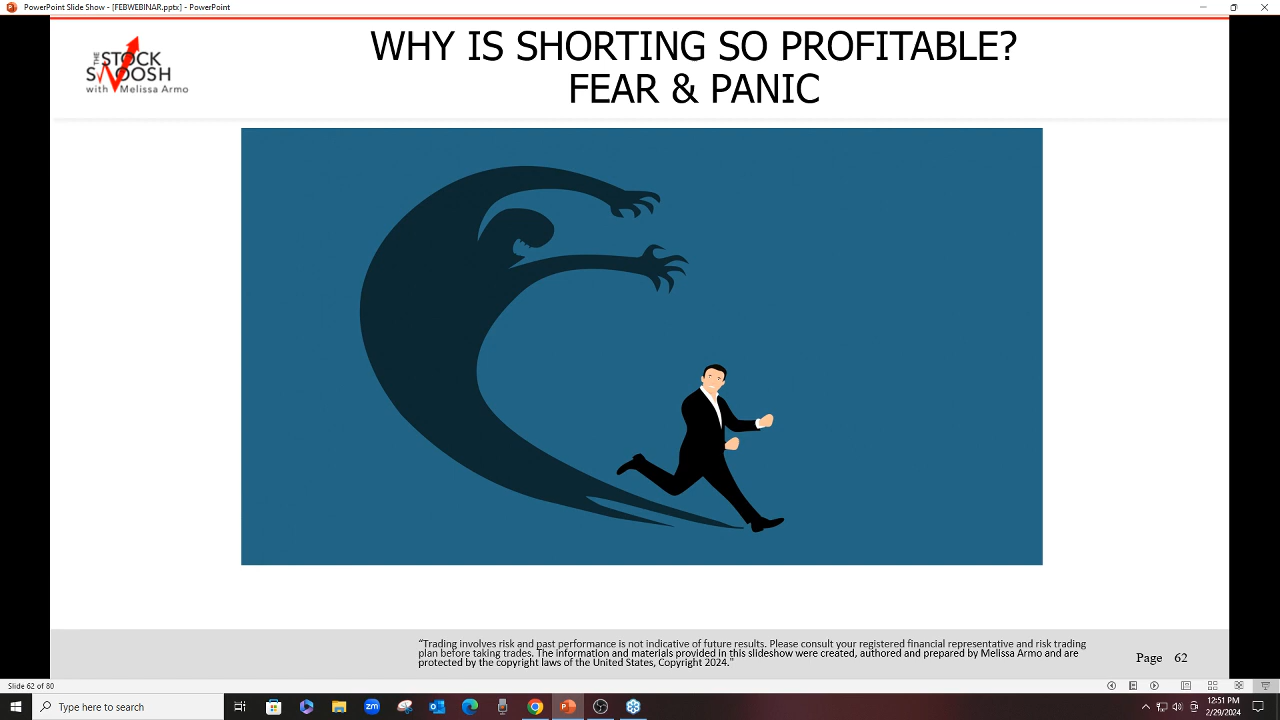 PowerPoint Slide Show - [FEBWEBINAR.pptx] - PowerPoint
THE
STOCK
SWOOSH
with Melissa Armo
WHY IS SHORTING SO PROFITABLE?
FEAR & PANIC
“Trading involves risk and past performance is not indicative of future results. Please consult your registered financial representative and risk trading
plan before taking trades. The information and materials provided in this slideshow were created, authored and prepared by Melissa Armo and are
protected by the copyright laws of the United States, Copyright 2024."
Page 62
Slide 62 of 80
Type here to search
zm
12:51 PM
2/29/2024